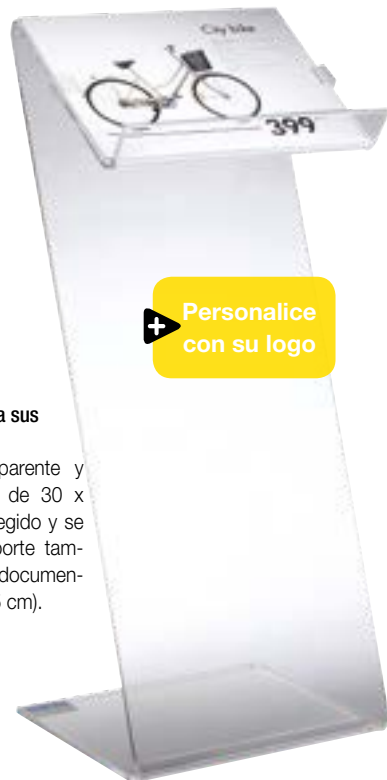 City bike
399
Personalice
con su logo
a sus
parente y
de 30 x
egido y se
porte tam-
documen-
cm).